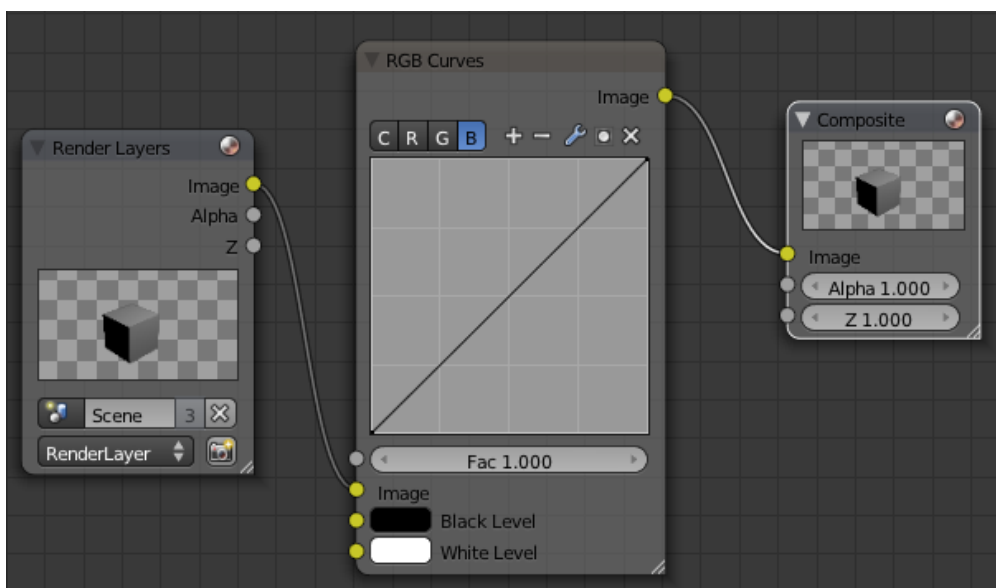 Render Layers
Image
Alpha
Z
Scene 3
RenderLayer
RGB Curves
Image
C R G B
Fac 1.000
Image
Black Level
White Level
Composite
Image
Alpha 1.000
Z 1.000